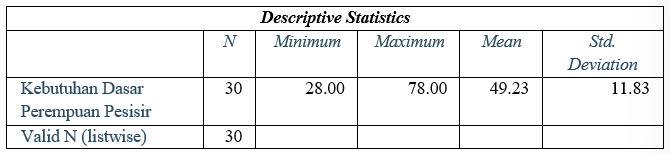 Descriptive Statistics
N Minimum Maximum Mean Std. Deviation
Kebutuhan Dasar Perempuan Pesisir 30 28.00 78.00 49.23 11.83
Valid N (listwise) 30